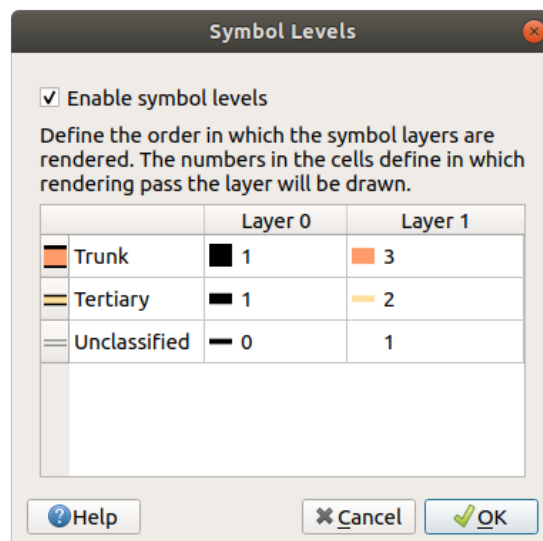 Symbol Levels
Enable symbol levels
Define the order in which the symbol layers are
rendered. The numbers in the cells define in which
rendering pass the layer will be drawn.
Layer 0 Layer 1
Trunk 1 3
Tertiary 1 2
Unclassified 0 1
Help Cancel OK